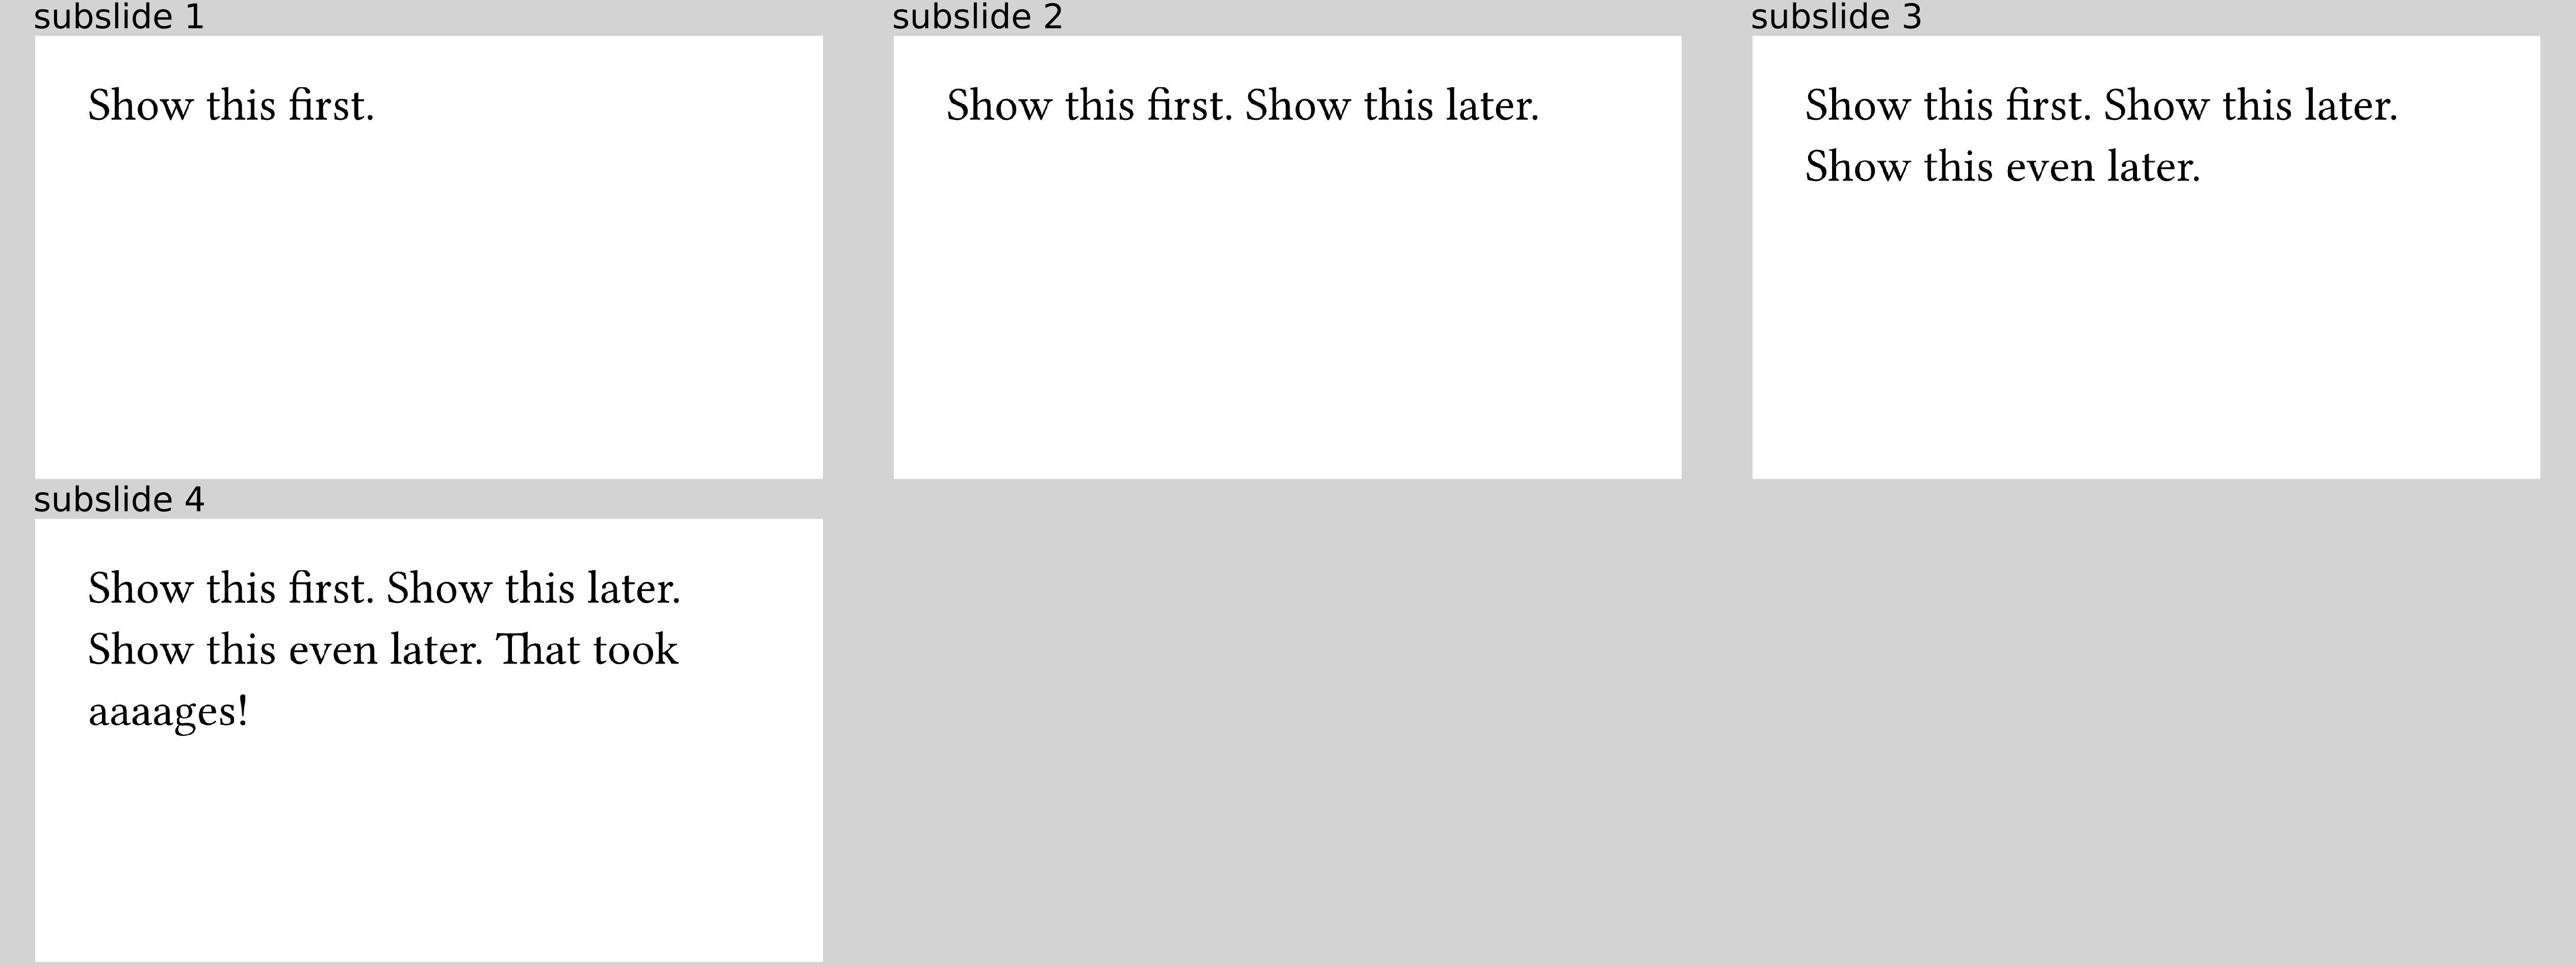 subslide 1
Show this first.
subslide 2
Show this first. Show this later.
subslide 3
Show this first. Show this later.
Show this even later.
subslide 4
Show this first. Show this later.
Show this even later. That took
aaaages!